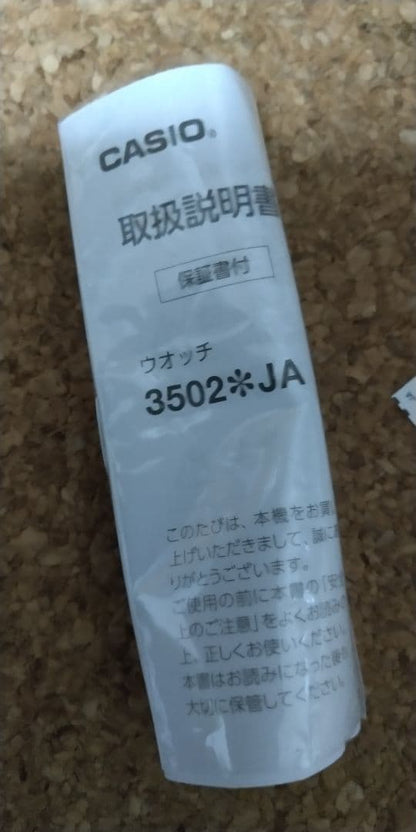 CASIO®
取扱説明書
保証書付
ウオッチ
3502＊JA
このたびは、本機をお買
上げいただきまして、誠に
りがとうございます。
ご使用の前に本書の「安
上のご注意」をよくお読み
上、正しくお使いください。
本書はお読みになった後
大切に保管してください。